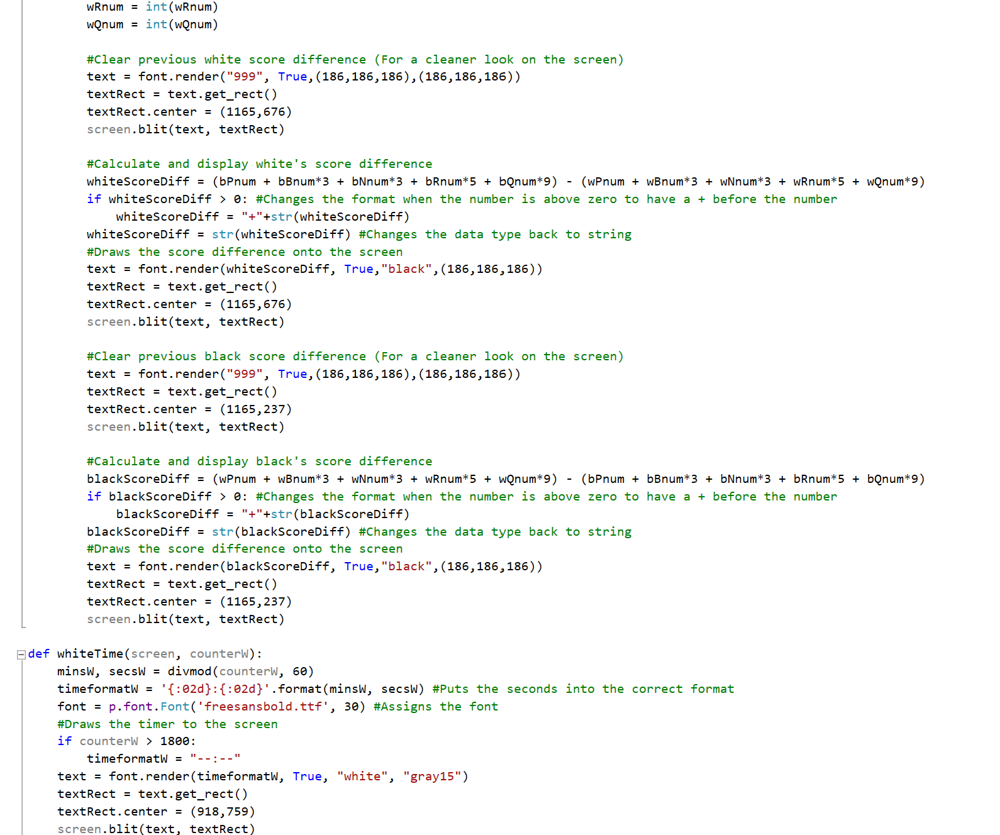 wRnum = int(wRnum)
wQnum = int(wQnum)
#Clear previous white score difference (For a cleaner look on the screen)
text = font.render("999", True,(186,186,186),(186,186,186))
textRect = text.get_rect()
textRect.center = (1165,676)
screen.blit(text, textRect)
#Calculate and display white's score difference
whiteScoreDiff = (bPnum + bBnum*3 + bNnum*3 + bRnum*5 + bQnum*9) - (wPnum + wBnum*3 + wNnum*3 + wRnum*5 + wQnum*9)
if whiteScoreDiff > 0: #Changes the format when the number is above zero to have a + before the number
whiteScoreDiff = "+"+str(whiteScoreDiff)
whiteScoreDiff = str(whiteScoreDiff) #Changes the data type back to string
#Draws the score difference onto the screen
text = font.render(whiteScoreDiff, True,"black",(186,186,186))
textRect = text.get_rect()
textRect.center = (1165,676)
screen.blit(text, textRect)
#Clear previous black score difference (For a cleaner look on the screen)
text = font.render("999", True,(186,186,186),(186,186,186))
textRect = text.get_rect()
textRect.center = (1165,237)
screen.blit(text, textRect)
#Calculate and display black's score difference
blackScoreDiff = (wPnum + wBnum*3 + wNnum*3 + wRnum*5 + wQnum*9) - (bPnum + bBnum*3 + bNnum*3 + bRnum*5 + bQnum*9)
if blackScoreDiff > 0: #Changes the format when the number is above zero to have a + before the number
blackScoreDiff = "+"+str(blackScoreDiff)
blackScoreDiff = str(blackScoreDiff) #Changes the data type back to string
#Draws the score difference onto the screen
text = font.render(blackScoreDiff, True,"black",(186,186,186))
textRect = text.get_rect()
textRect.center = (1165,237)
screen.blit(text, textRect)
def whiteTime(screen, counterW):
minsW, secsW = divmod(counterW, 60)
timeformatW = '{:02d}:{:02d}'.format(minsW, secsW) #Puts the seconds into the correct format
font = p.font.Font('freesansbold.ttf', 30) #Assigns the font
#Draws the timer to the screen
if counterW > 1800:
timeformatW = "--:--"
text = font.render(timeformatW, True, "white", "gray15")
textRect = text.get_rect()
textRect.center = (918,759)
screen.blit(text, textRect)